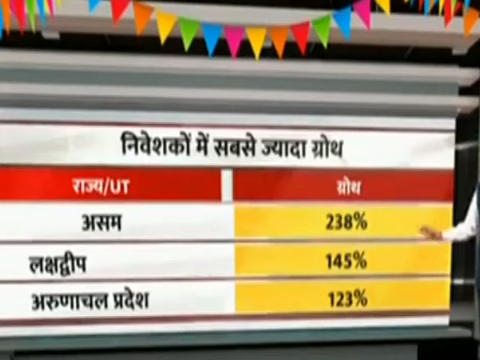 निवेशकों में सबसे ज्यादा ग्रोथ
राज्य/UT ग्रोथ
असम 238%
लक्षद्वीप 145%
अरुणाचल प्रदेश 123%